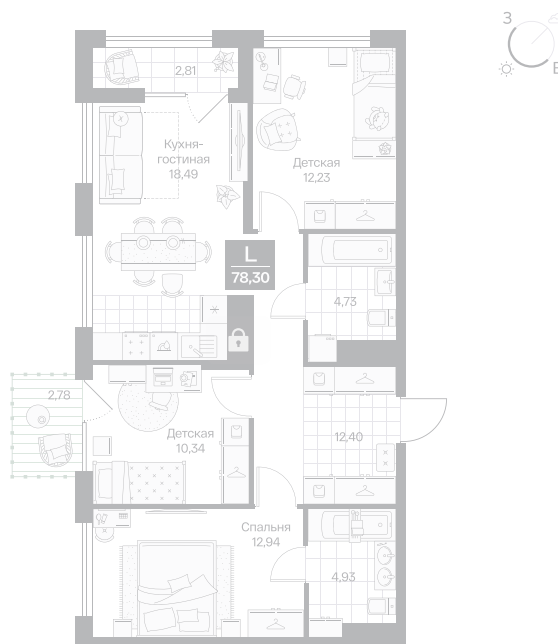 З
В
2,81
Кухня-
гостиная
18,49
Детская
12,23
L
78,30
4,73
2,78
Детская
10,34
12,40
Спальня
12,94
4,93